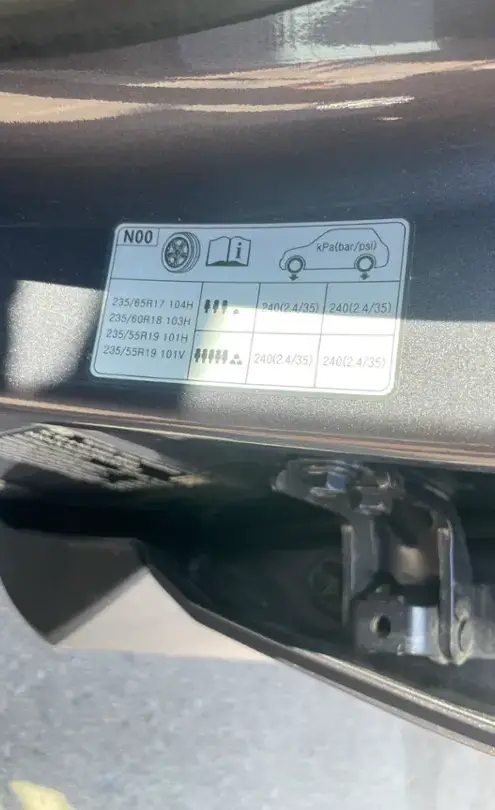 N00
i
kPa(bar/psi)
235/65R17 104H
235/60R18 103H
235/55R19 101H
235/55R19 101V
240(2.4/35) 240(2.4/35)
240(2.4/35) 240(2.4/35)